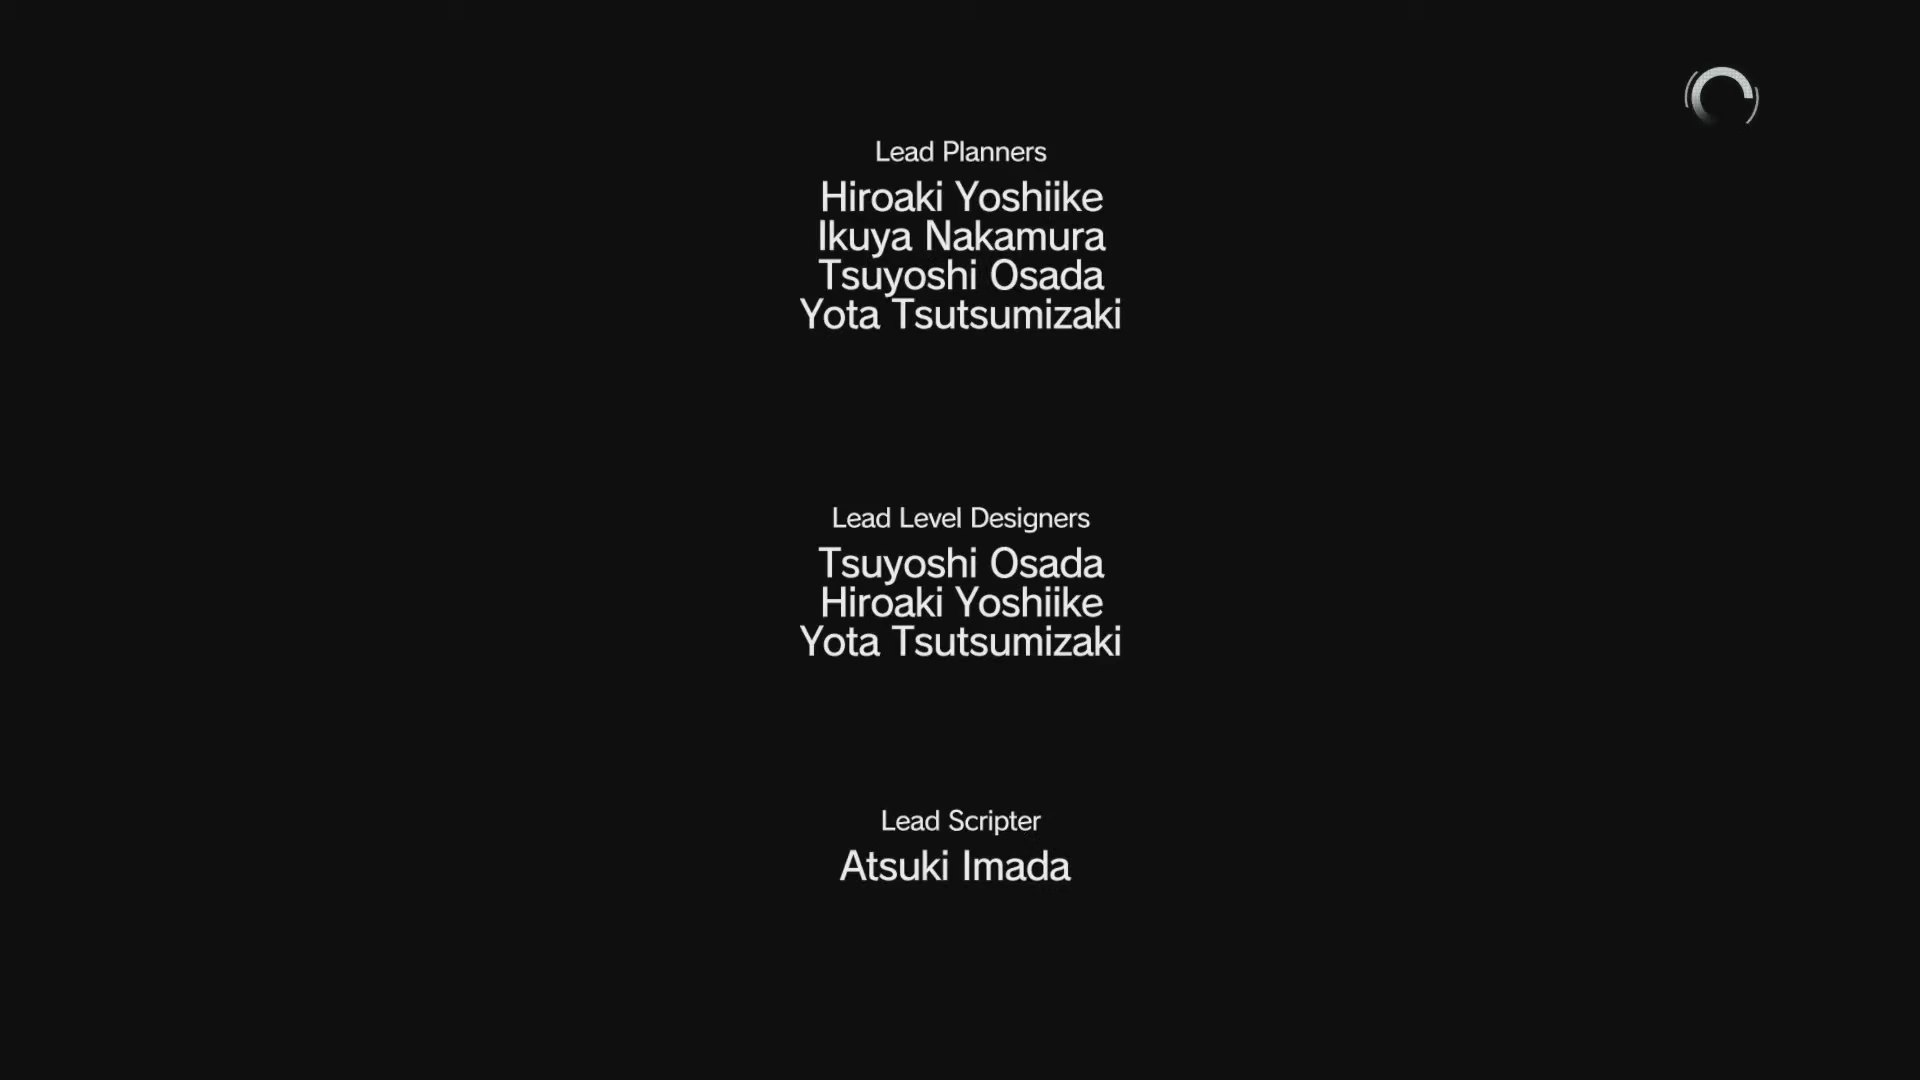 Lead Planners
Hiroaki Yoshiike
Ikuya Nakamura
Tsuyoshi Osada
Yota Tsutsumizaki
Lead Level Designers
Tsuyoshi Osada
Hiroaki Yoshiike
Yota Tsutsumizaki
Lead Scripter
Atsuki Imada